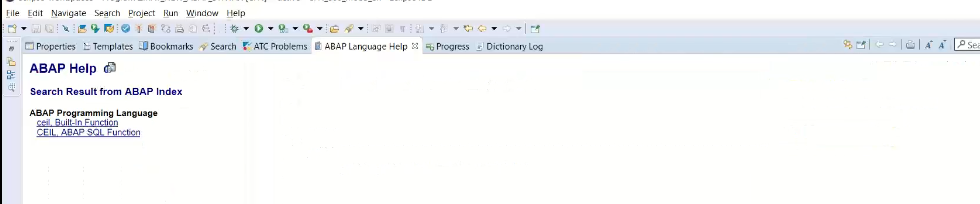 File Edit Navigate Search Project Run Window Help
Properties Templates Bookmarks Search ATC Problems ABAP Language Help Progress Dictionary Log
ABAP Help
Search Result from ABAP Index
ABAP Programming Language
ceil, Built-In Function
CEIL, ABAP SQL Function